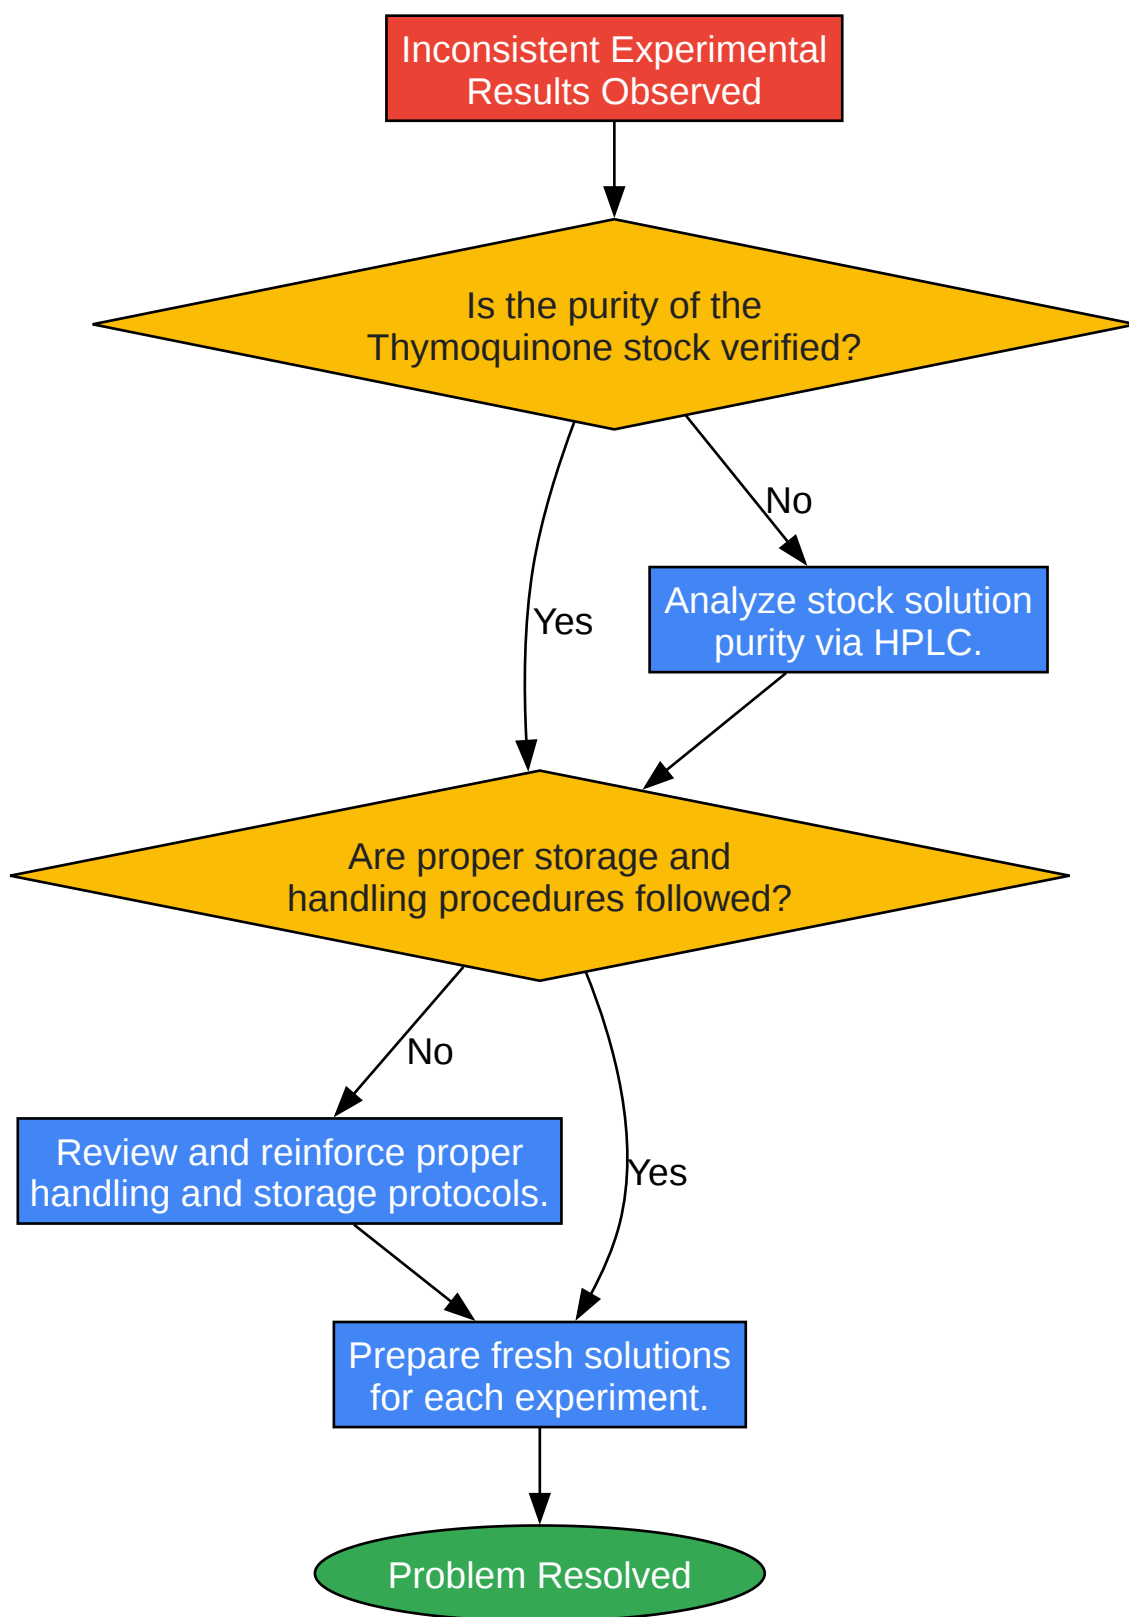 Inconsistent Experimental
Results Observed
Is the purity of the
Thymoquinone stock verified?
No
Analyze stock solution
purity via HPLC.
Yes
Are proper storage and
handling procedures followed?
No
Review and reinforce proper
handling and storage protocols.
Yes
Prepare fresh solutions
for each experiment.
Problem Resolved